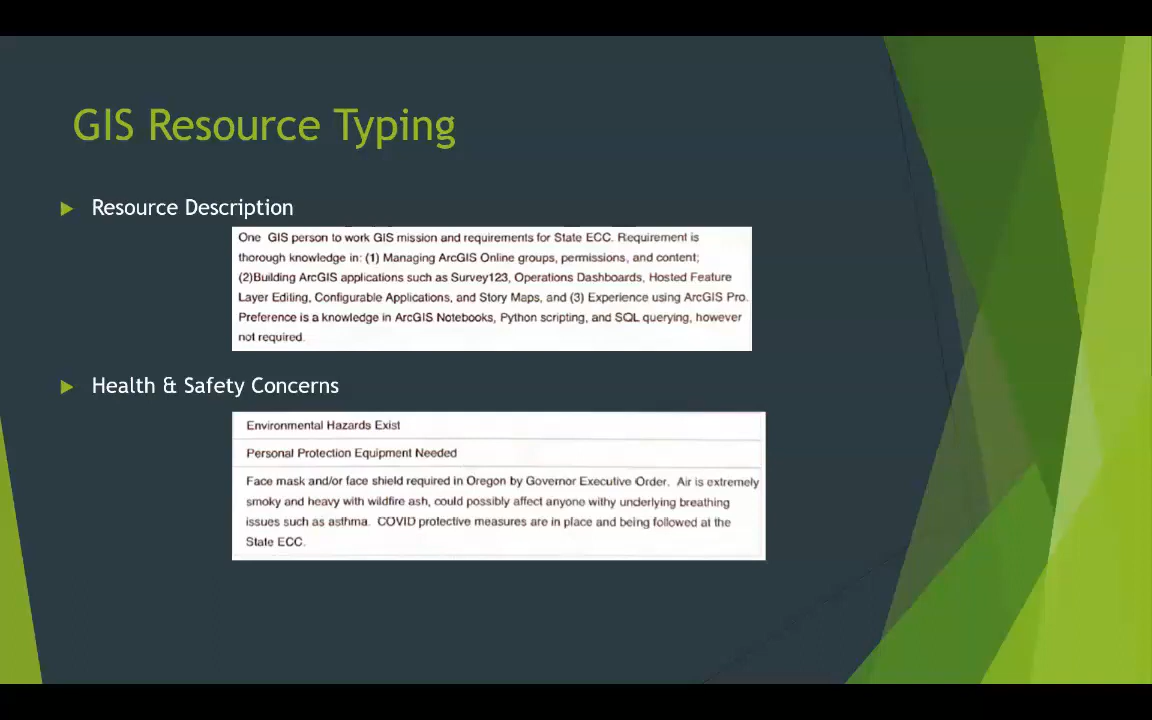 GIS Resource Typing
Resource Description
One GIS person to work GIS mission and requirements for State ECC. Requirement is
thorough knowledge in: (1) Managing ArcGIS Online groups, permissions, and content;
(2)Building ArcGIS applications such as Survey123, Operations Dashboards, Hosted Feature
Layer Editing, Configurable Applications, and Story Maps, and (3) Experience using ArcGIS Pro.
Preference is a knowledge in ArcGIS Notebooks, Python scripting, and SQL querying, however
not required.
Health & Safety Concerns
Environmental Hazards Exist
Personal Protection Equipment Needed
Face mask and/or face shield required in Oregon by Governor Executive Order. Air is extremely
smoky and heavy with wildfire ash, could possibly affect anyone withy underlying breathing
issues such as asthma. COVID protective measures are in place and being followed at the
State ECC.